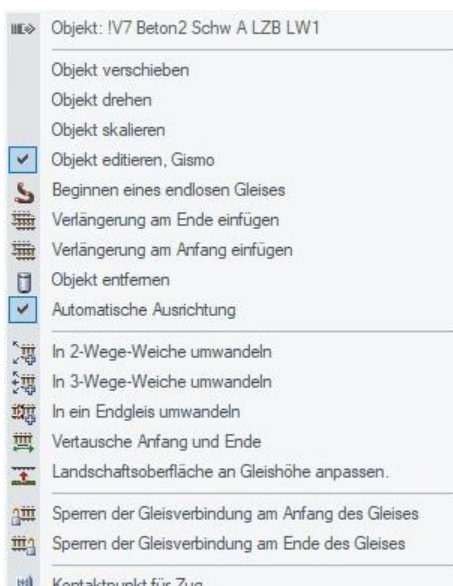 Objekt: !V7 Beton2 Schw A LZB LW1
Objekt verschieben
Objekt drehen
Objekt skalieren
Objekt editieren, Gismo
Beginnen eines endlosen Gleises
Verlängerung am Ende einfügen
Verlängerung am Anfang einfügen
Objekt entfernen
Automatische Ausrichtung
In 2-Wege-Weiche umwandeln
In 3-Wege-Weiche umwandeln
In ein Endgleis umwandeln
Vertausche Anfang und Ende
Landschaftsoberfläche an Gleishöhe anpassen.
Sperren der Gleisverbindung am Anfang des Gleises
Sperren der Gleisverbindung am Ende des Gleises
Kontaktpunkt für Zug